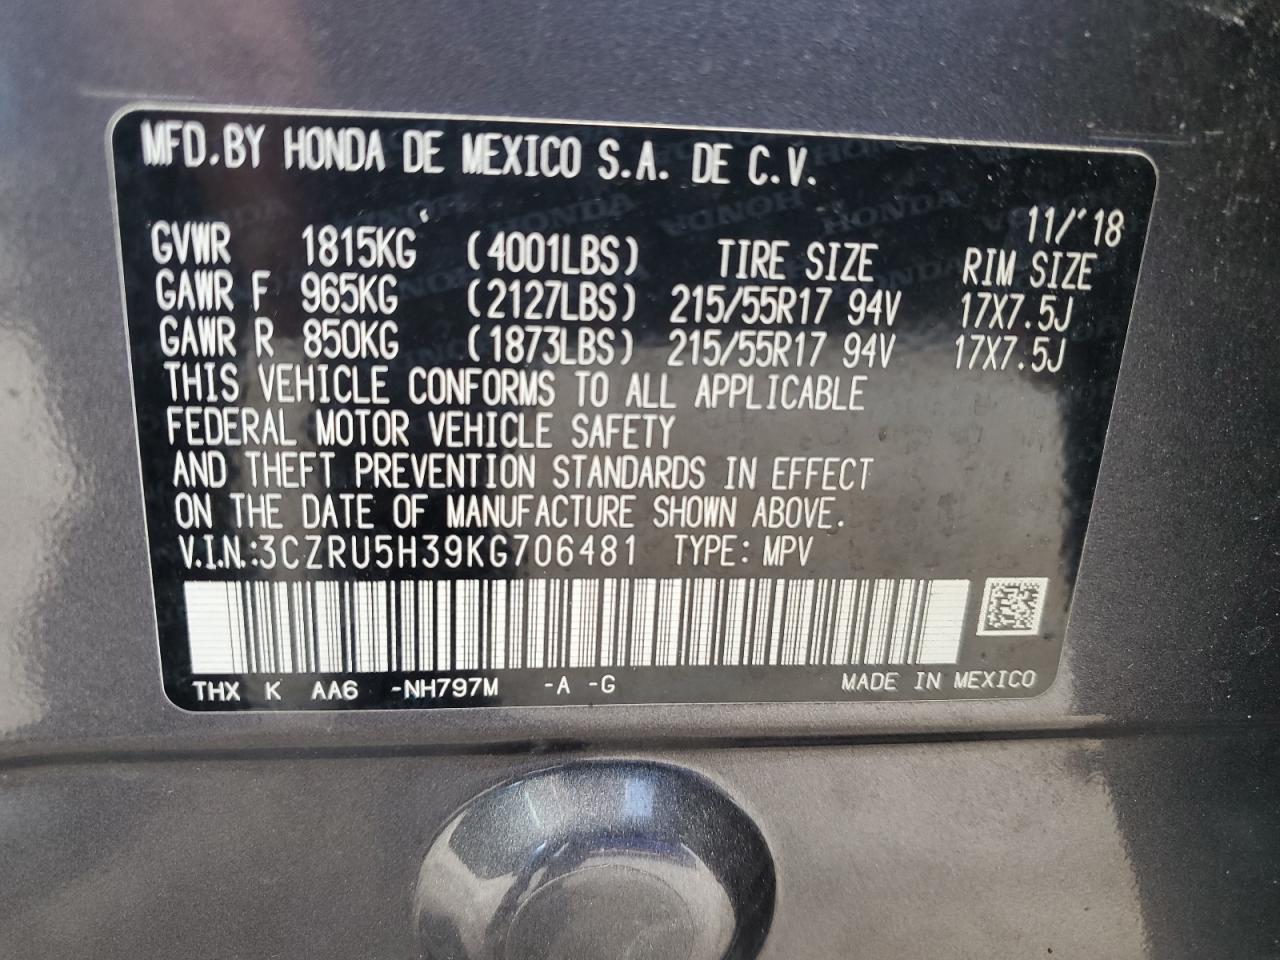 MFD.BY HONDA DE MEXICO S.A. DE C.V.
11/'18
GVWR 1815KG (4001LBS) TIRE SIZE RIM SIZE
GAWR F 965KG (2127LBS) 215/55R17 94V 17X7.5J
GAWR R 850KG (1873LBS) 215/55R17 94V 17X7.5J
THIS VEHICLE CONFORMS TO ALL APPLICABLE
FEDERAL MOTOR VEHICLE SAFETY
AND THEFT PREVENTION STANDARDS IN EFFECT
ON THE DATE OF MANUFACTURE SHOWN ABOVE.
V.I.N.:3CZRU5H39KG706481 TYPE: MPV
THX K AA6 -NH797M -A -G MADE IN MEXICO